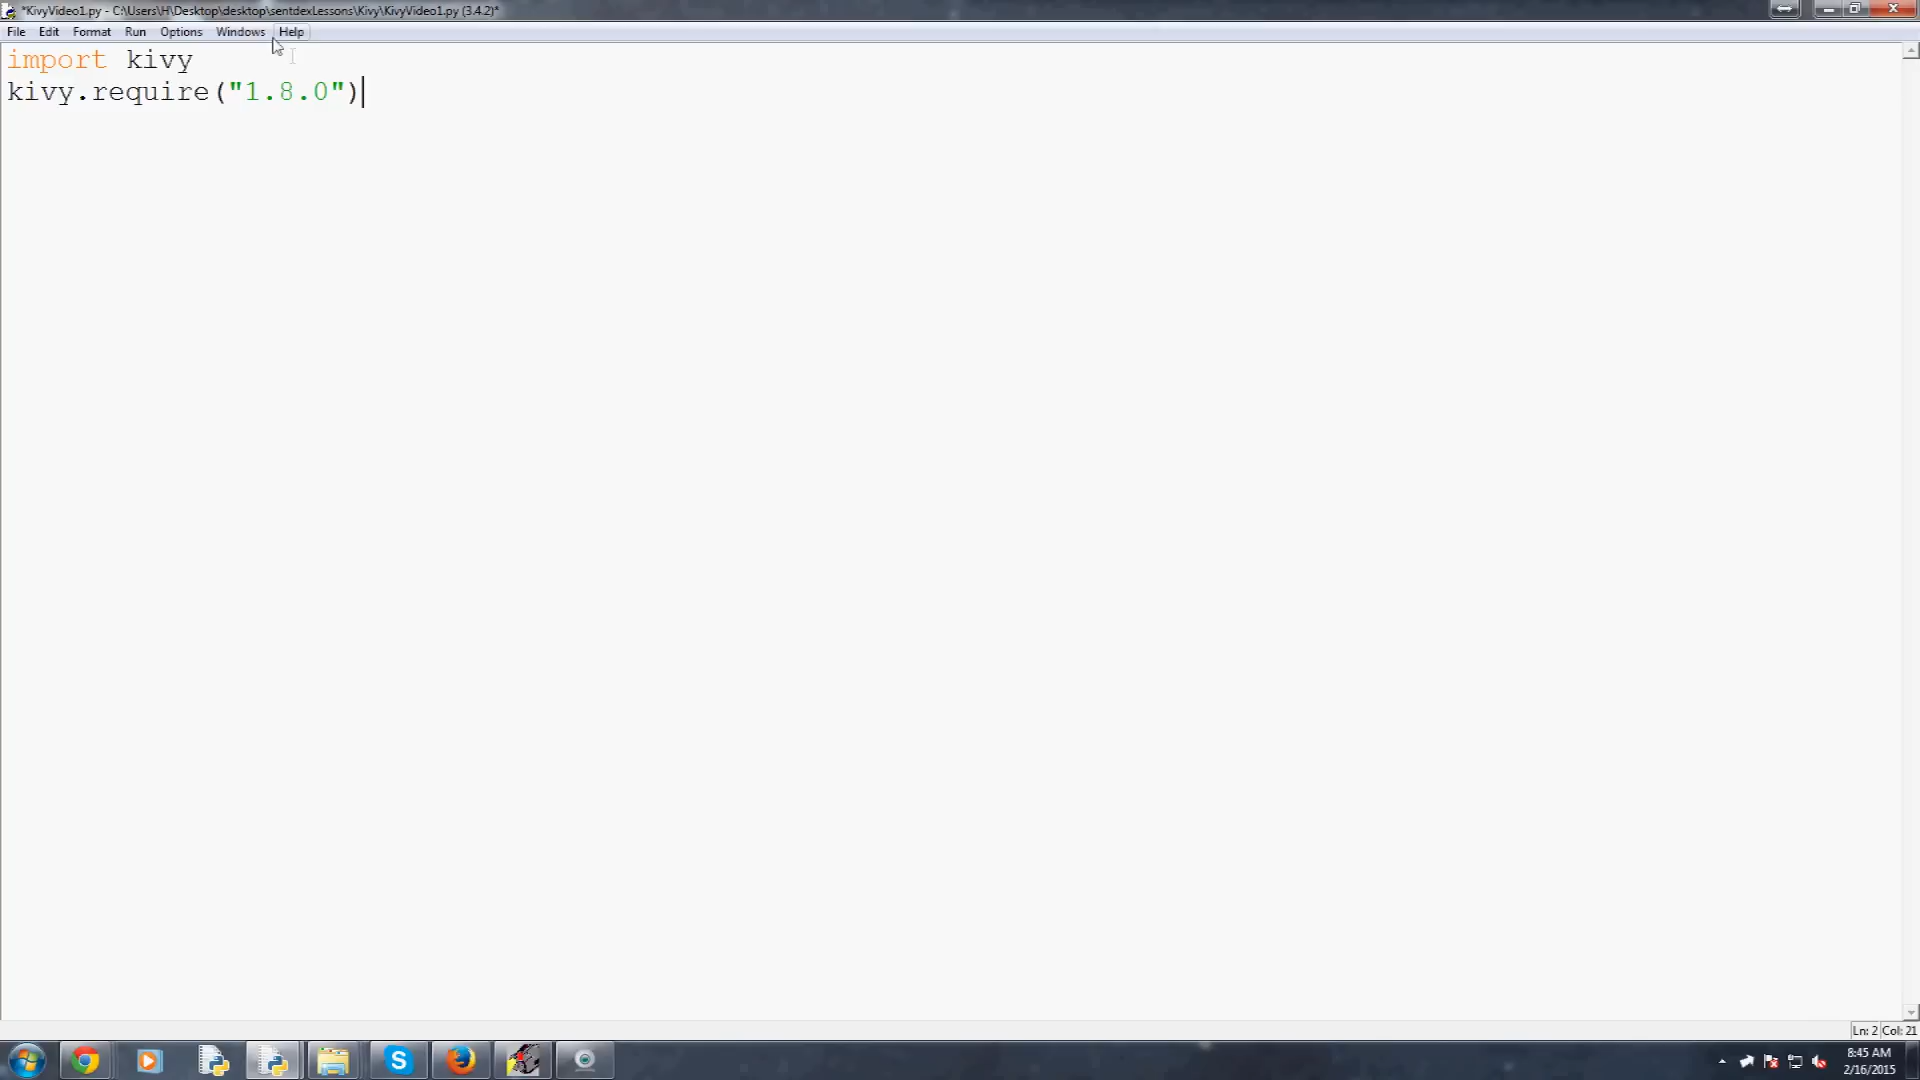 *KivyVideo1.py - C:\Users\H\Desktop\desktop\sentdexLessons\Kivy\KivyVideo1.py (3.4.2)*
File Edit Format Run Options Windows Help
import kivy
kivy.require("1.8.0")
Ln: 2 Col: 21
8:45 AM
2/16/2015